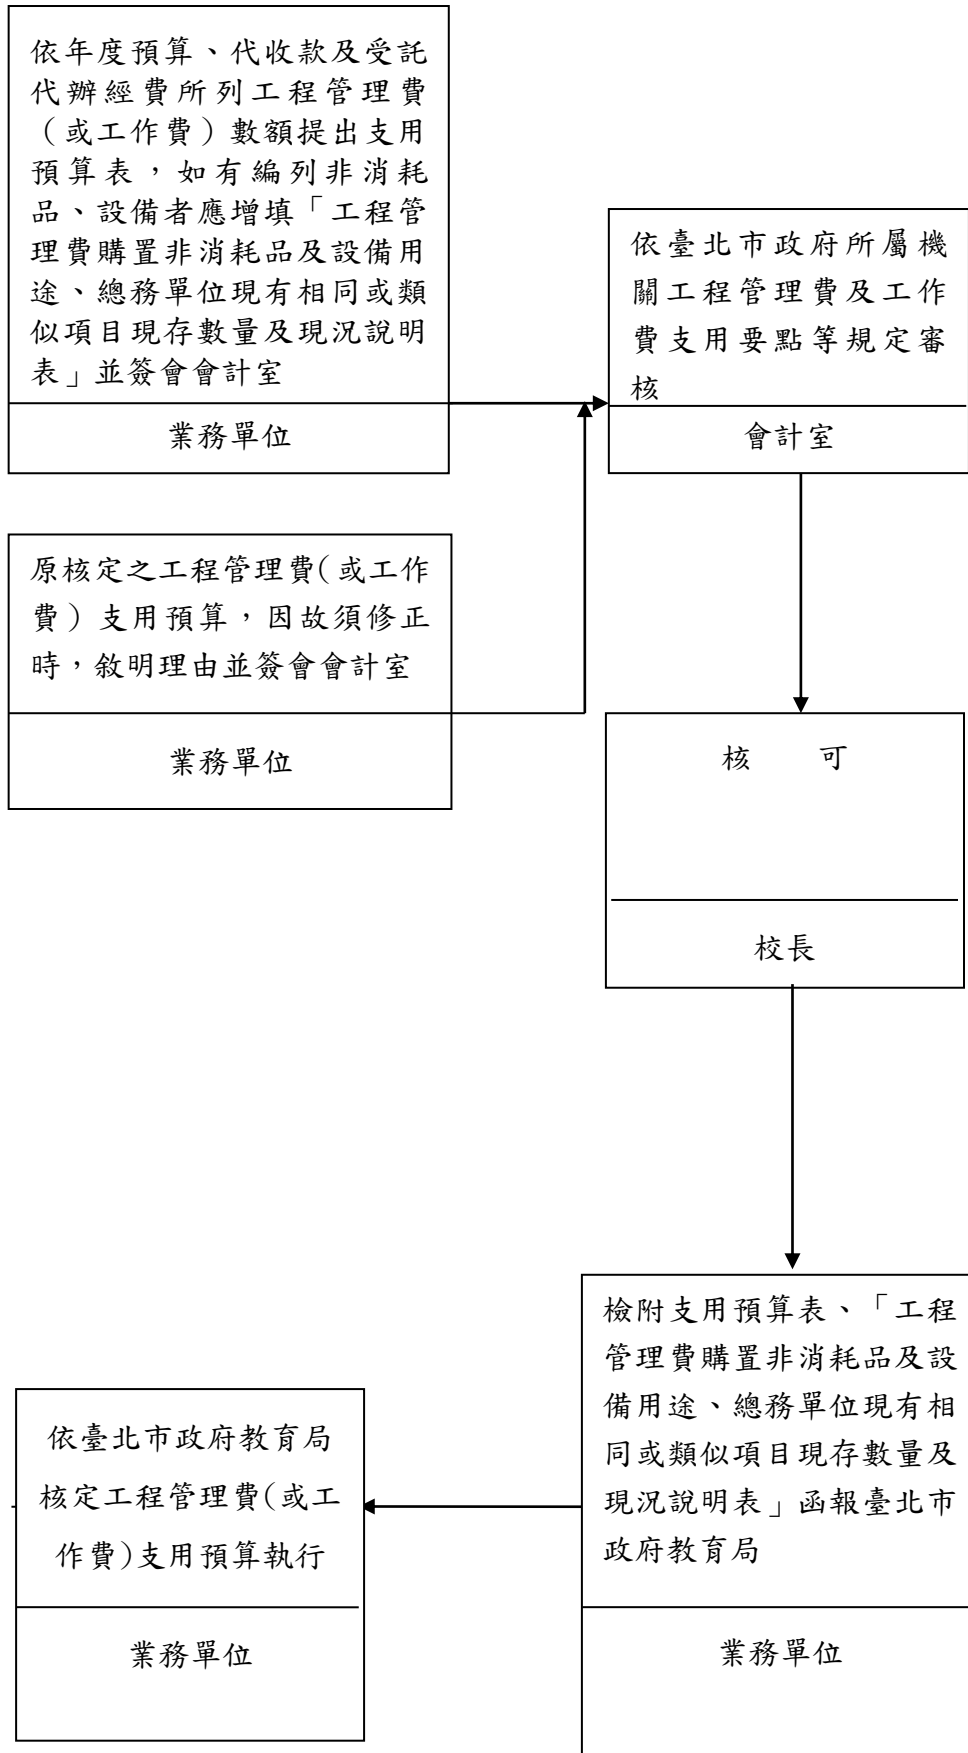 依年度預算、代收款及受託
代辦經費所列工程管理費
（或工作費）數額提出支用
預算表，如有編列非消耗
品、設備者應增填「工程管
理費購置非消耗品及設備用
途、總務單位現有相同或類
似項目現存數量及現況說明
表」並簽會會計室
業務單位
依臺北市政府所屬機
關工程管理費及工作
費支用要點等規定審
核
會計室
原核定之工程管理費(或工作
費）支用預算，因故須修正
時，敘明理由並簽會會計室
業務單位
核　　可
校長
檢附支用預算表、「工程
管理費購置非消耗品及設
備用途、總務單位現有相
同或類似項目現存數量及
現況說明表」函報臺北市
政府教育局
業務單位
依臺北市政府教育局
核定工程管理費(或工
作費)支用預算執行
業務單位